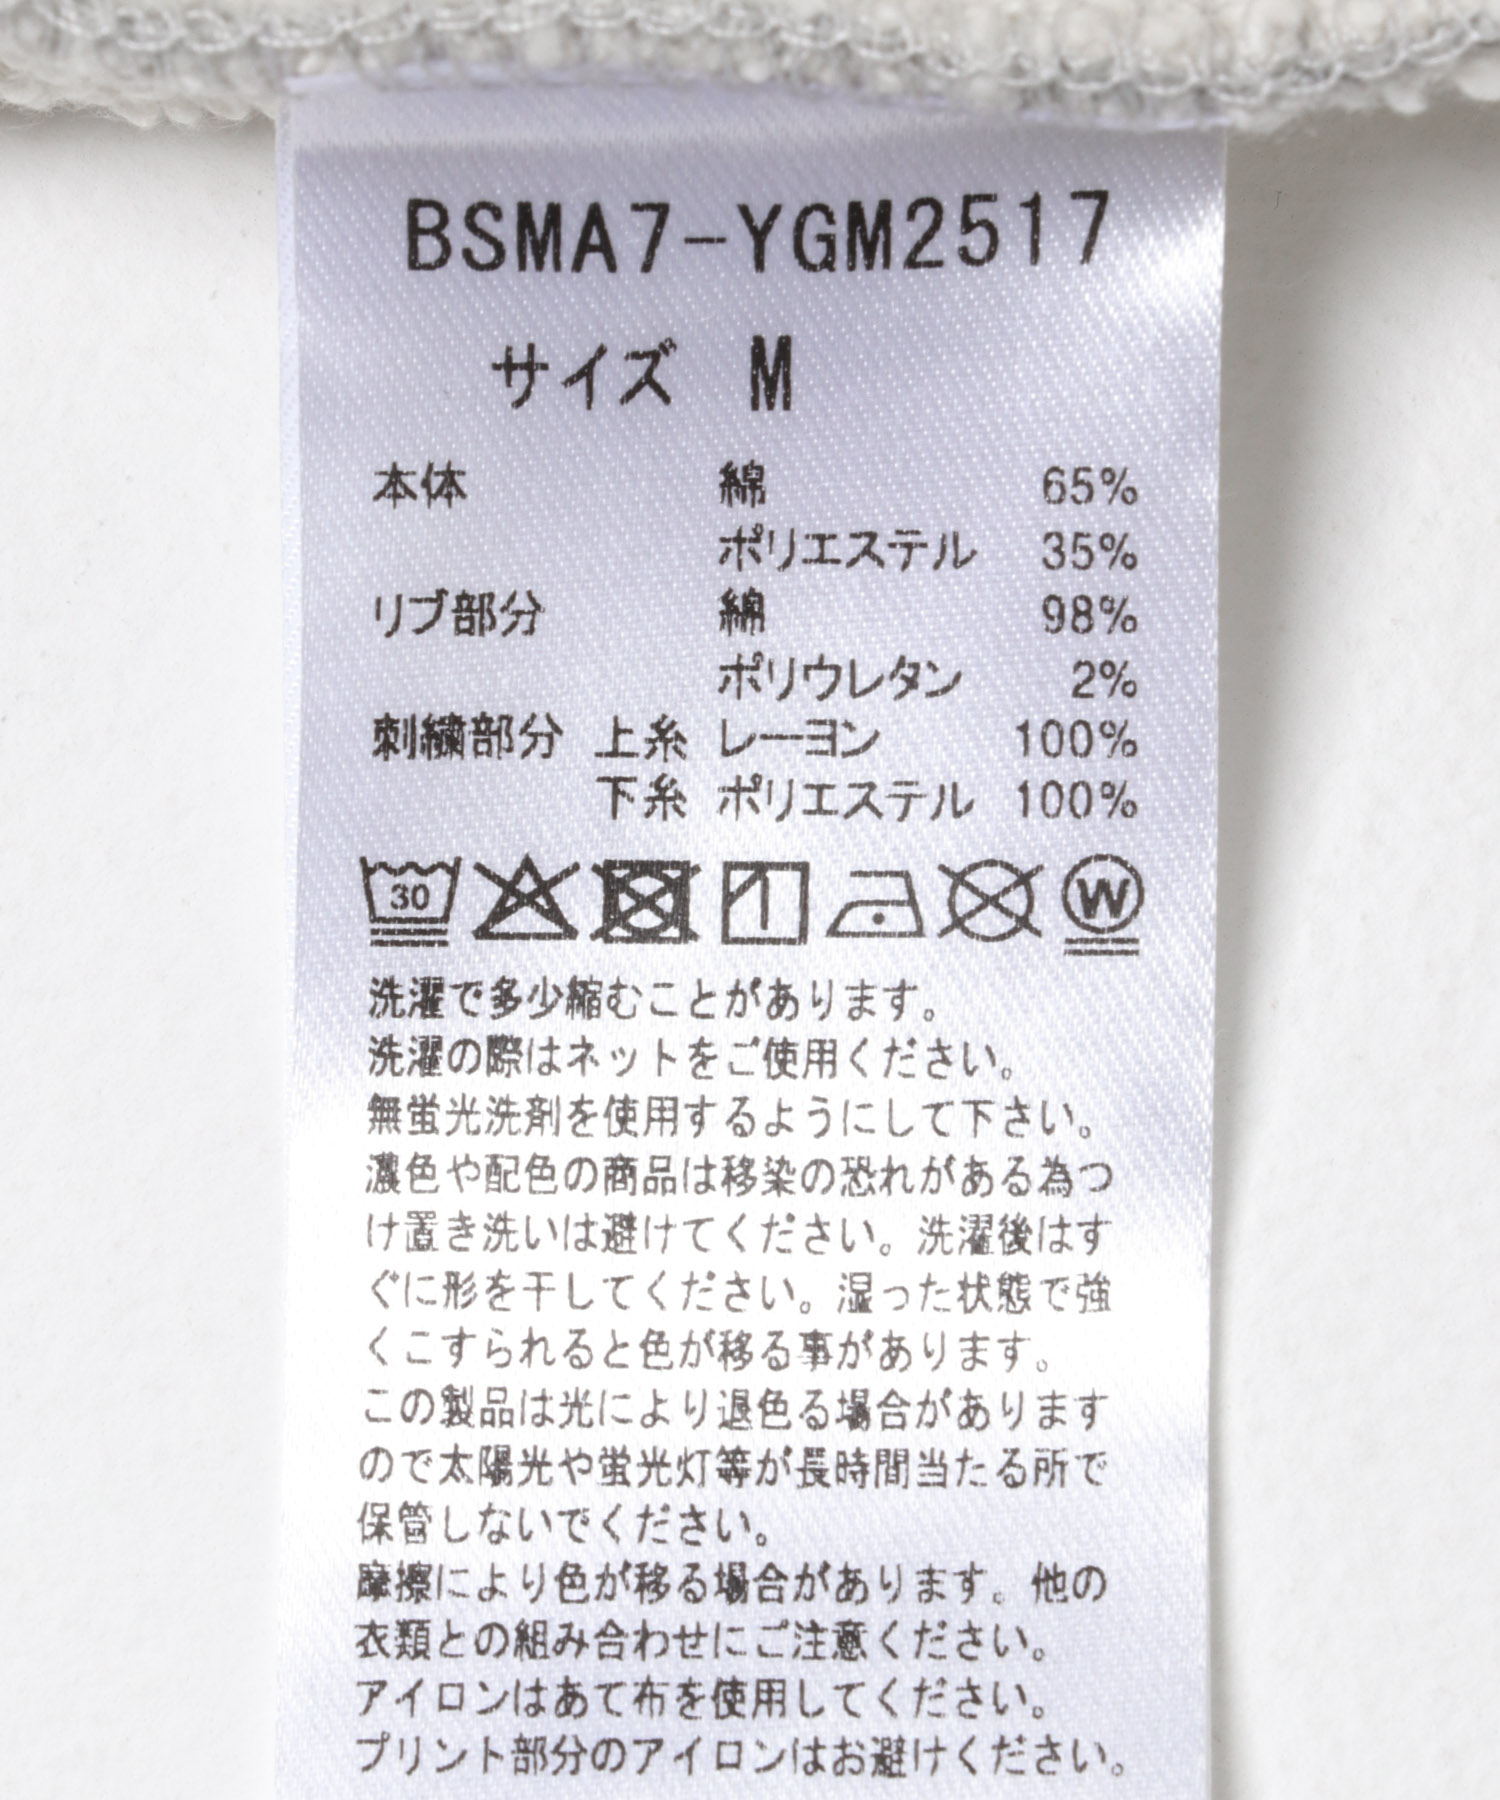 BSMA7-YGM2517
サイズ M
本体 綿 65%
ポリエステル 35%
リブ部分 綿 98%
ポリウレタン 2%
刺繍部分 上糸 レーヨン 100%
下糸 ポリエステル 100%
30 W
洗濯で多少縮むことがあります。
洗濯の際はネットをご使用ください。
無蛍光洗剤を使用するようにして下さい。
濃色や配色の商品は移染の恐れがある為つ
け置き洗いは避けてください。洗濯後はす
ぐに形を干してください。湿った状態で強
くこすられると色が移る事があります。
この製品は光により退色る場合があります
ので太陽光や蛍光灯等が長時間当たる所で
保管しないでください。
摩擦により色が移る場合があります。他の
衣類との組み合わせにご注意ください。
アイロンはあて布を使用してください。
プリント部分のアイロンはお避けください。